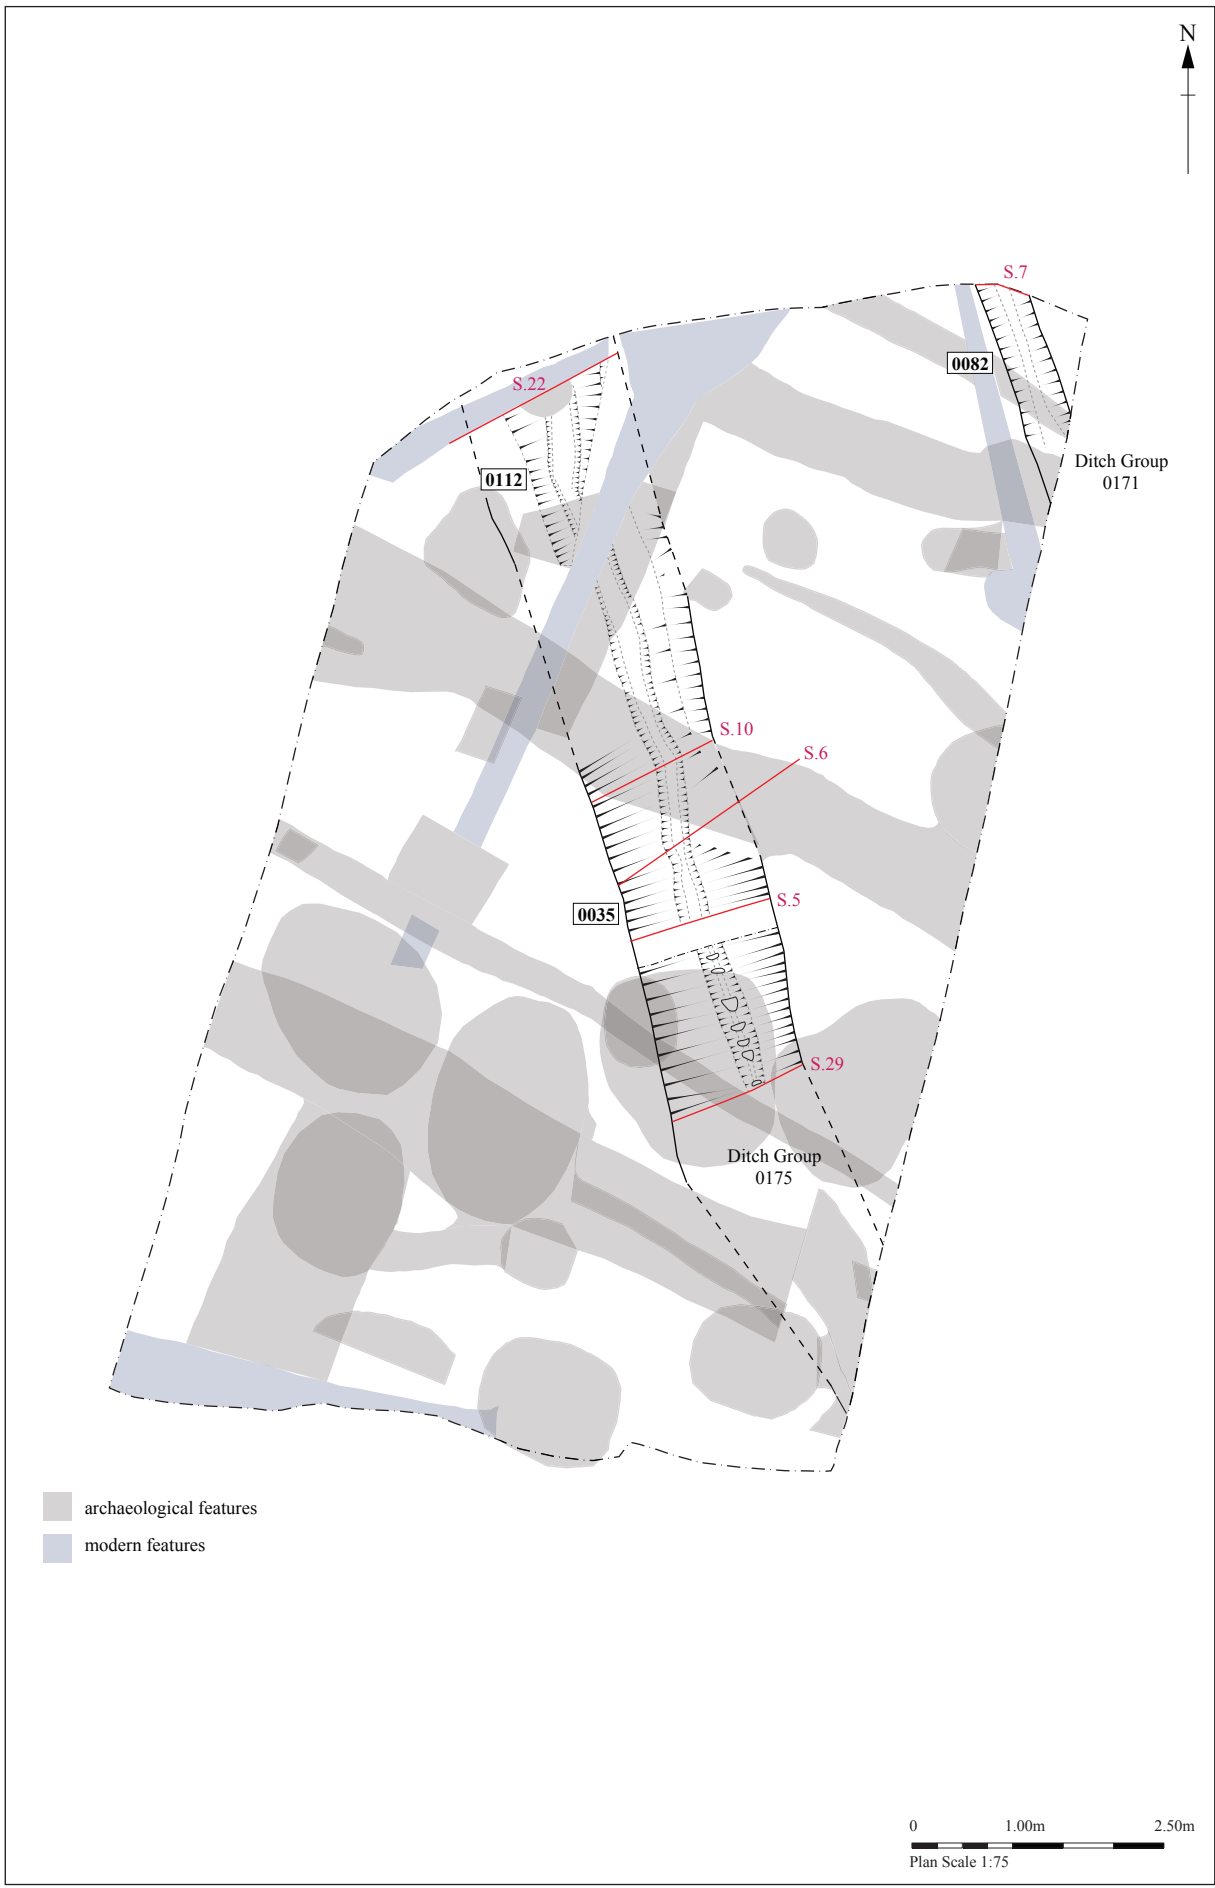 N
S.7
0082
S.22
Ditch Group
0171
0112
S.10
S.6
S.5
0035
S.29
Ditch Group
0175
archaeological features
modern features
0 1.00m 2.50m
Plan Scale 1:75